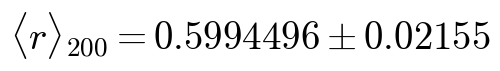 ⟨r⟩₂₀₀ = 0.5994496 ± 0.02155